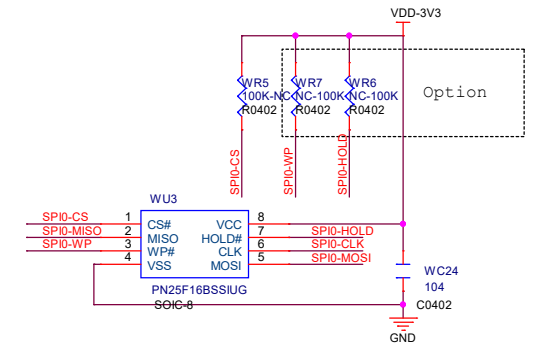 VDD-3V3
WR5
WR7
WR6
100K-NC
NC-100K
NC-100K
R0402
R0402
R0402
Option
SPI0-CS
SPI0-WP
SPI0-HOLD
WU3
SPI0-CS 1 CS# VCC 8
SPI0-MISO 2 MISO HOLD# 7 SPI0-HOLD
SPI0-WP 3 WP# CLK 6 SPI0-CLK
4 VSS MOSI 5 SPI0-MOSI
PN25F16BSSIUG
SOIC-8
WC24
104
C0402
GND